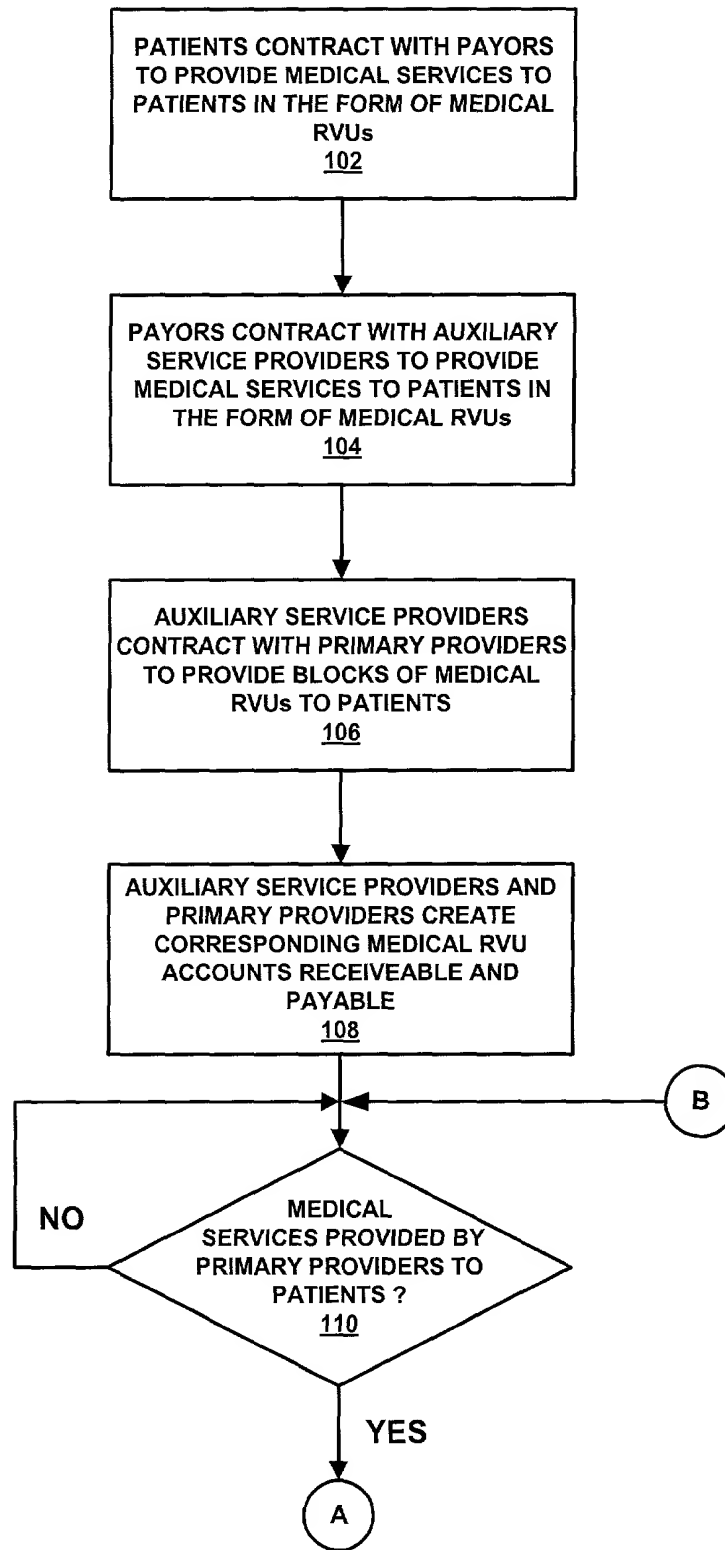 PATIENTS CONTRACT WITH PAYORS
TO PROVIDE MEDICAL SERVICES TO
PATIENTS IN THE FORM OF MEDICAL
RVUs
102
PAYORS CONTRACT WITH AUXILIARY
SERVICE PROVIDERS TO PROVIDE
MEDICAL SERVICES TO PATIENTS IN
THE FORM OF MEDICAL RVUs
104
AUXILIARY SERVICE PROVIDERS
CONTRACT WITH PRIMARY PROVIDERS
TO PROVIDE BLOCKS OF MEDICAL
RVUs TO PATIENTS
106
AUXILIARY SERVICE PROVIDERS AND
PRIMARY PROVIDERS CREATE
CORRESPONDING MEDICAL RVU
ACCOUNTS RECEIVEABLE AND
PAYABLE
108
B
NO
MEDICAL
SERVICES PROVIDED BY
PRIMARY PROVIDERS TO
PATIENTS ?
110
YES
A